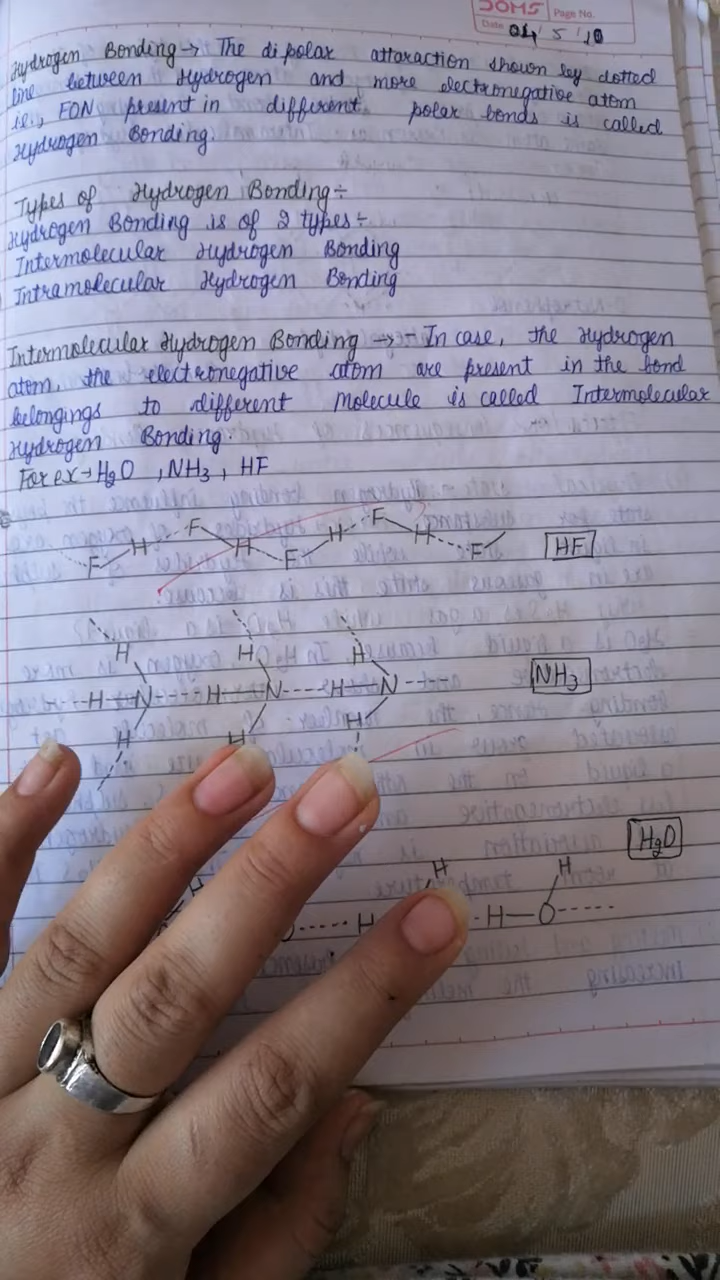 DOMS Page No.
Date 04 5 20
Hydrogen Bonding → The dipolar attaraction shown by dotted
line between Hydrogen and more electronegative atom
i.e., FON present in different polar bonds is called
Hydrogen Bonding.
Types of Hydrogen Bonding ÷
Hydrogen Bonding is of 2 types ÷
Intermolecular Hydrogen Bonding
Intramolecular Hydrogen Bonding
Intermolecular Hydrogen Bonding → - In case, the Hydrogen
atom, the electronegative atom are present in the bond
belongings to different Molecule is called Intermolecular
Hydrogen Bonding.
For ex → H2O , NH3 , HF
F H F H F H F H F HF
H H H
H N H N H N NH3
H H H
H2O
H H H
O H H O